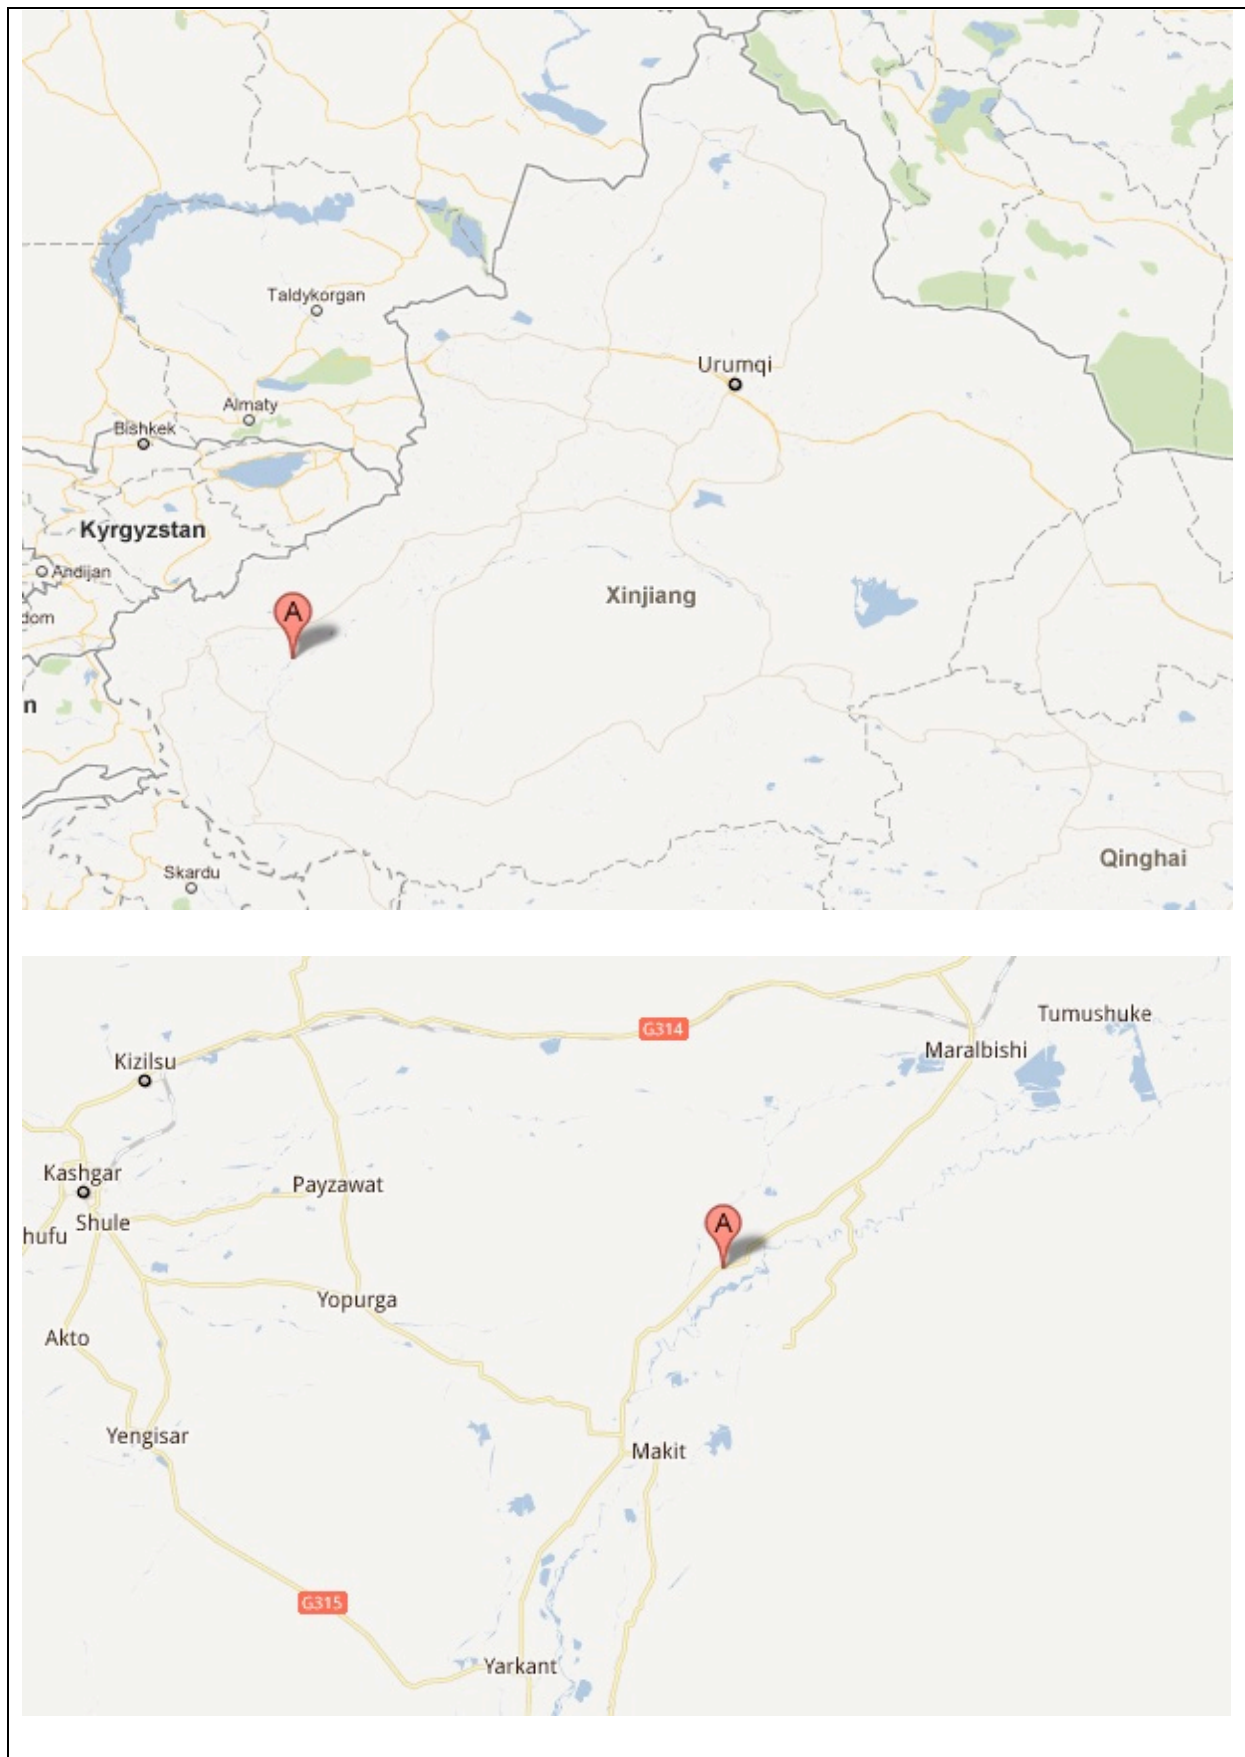 Taldykorgan
Urumqi
Almaty
Bishkek
Kyrgyzstan
Andijan
Xinjiang
A
dom
n
Qinghai
Skardu
Tumushuke
G314
Maralbishi
Kizilsu
Kashgar
Payzawat
Shule
A
hufu
Yopurga
Akto
Yengisar
Makit
G315
Yarkant